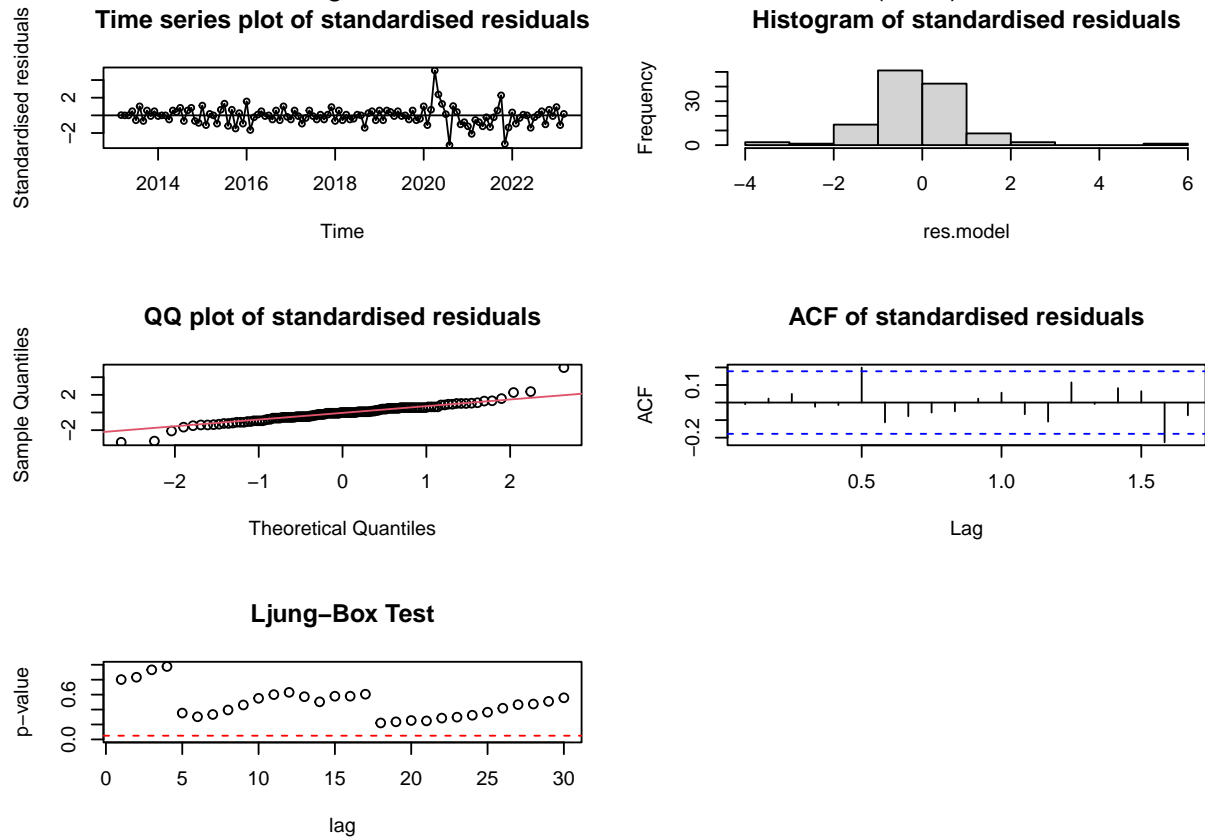 Time series plot of standardised residuals
Standardised residuals
2
−2
2014 2016 2018 2020 2022
Time
Histogram of standardised residuals
Frequency
30
0
−4 −2 0 2 4 6
res.model
QQ plot of standardised residuals
Sample Quantiles
2
−2
−2 −1 0 1 2
Theoretical Quantiles
ACF of standardised residuals
ACF
0.1
−0.2
0.5 1.0 1.5
Lag
Ljung−Box Test
p−value
0.6
0.0
0 5 10 15 20 25 30
lag